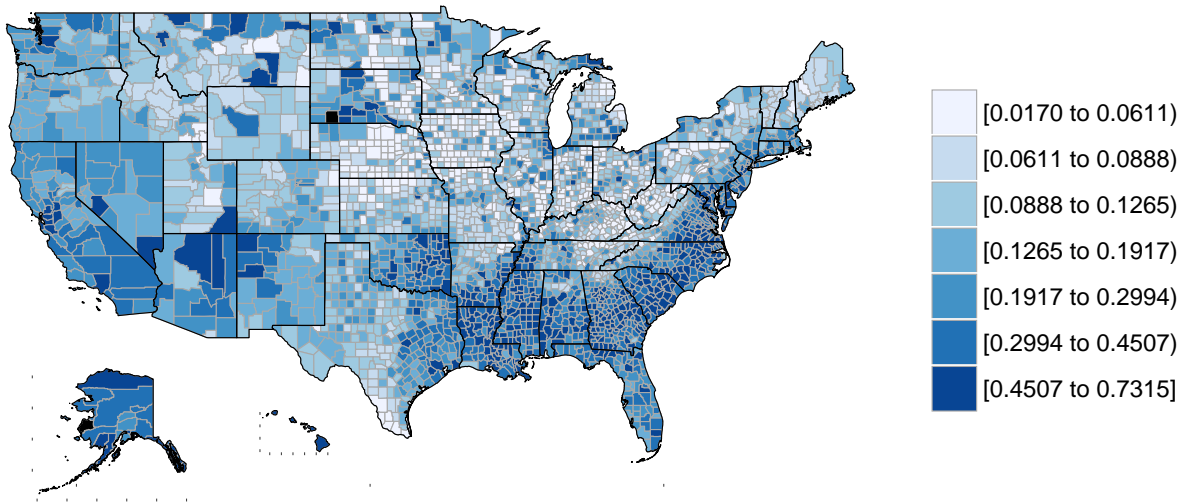 [0.0170 to 0.0611)
[0.0611 to 0.0888)
[0.0888 to 0.1265)
[0.1265 to 0.1917)
[0.1917 to 0.2994)
[0.2994 to 0.4507)
[0.4507 to 0.7315]